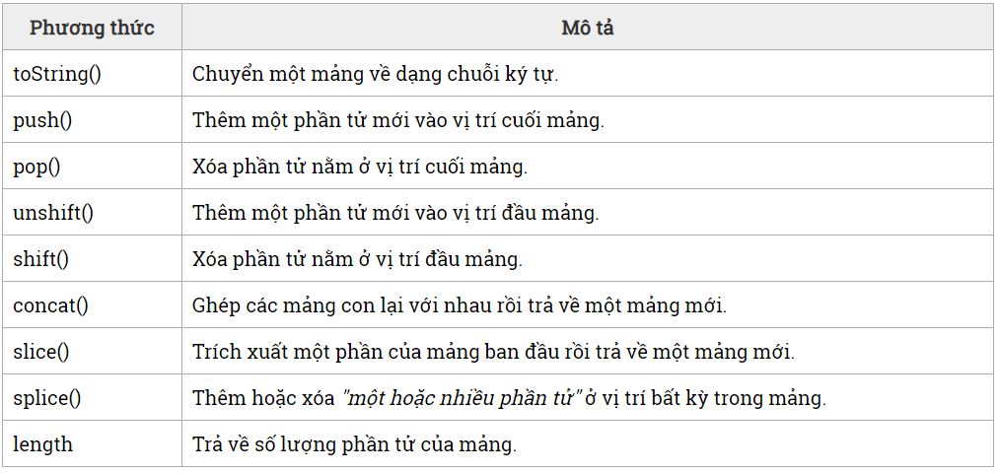 Phương thức Mô tả
toString() Chuyển một mảng về dạng chuỗi ký tự.
push() Thêm một phần tử mới vào vị trí cuối mảng.
pop() Xóa phần tử nằm ở vị trí cuối mảng.
unshift() Thêm một phần tử mới vào vị trí đầu mảng.
shift() Xóa phần tử nằm ở vị trí đầu mảng.
concat() Ghép các mảng con lại với nhau rồi trả về một mảng mới.
slice() Trích xuất một phần của mảng ban đầu rồi trả về một mảng mới.
splice() Thêm hoặc xóa "một hoặc nhiều phần tử" ở vị trí bất kỳ trong mảng.
length Trả về số lượng phần tử của mảng.